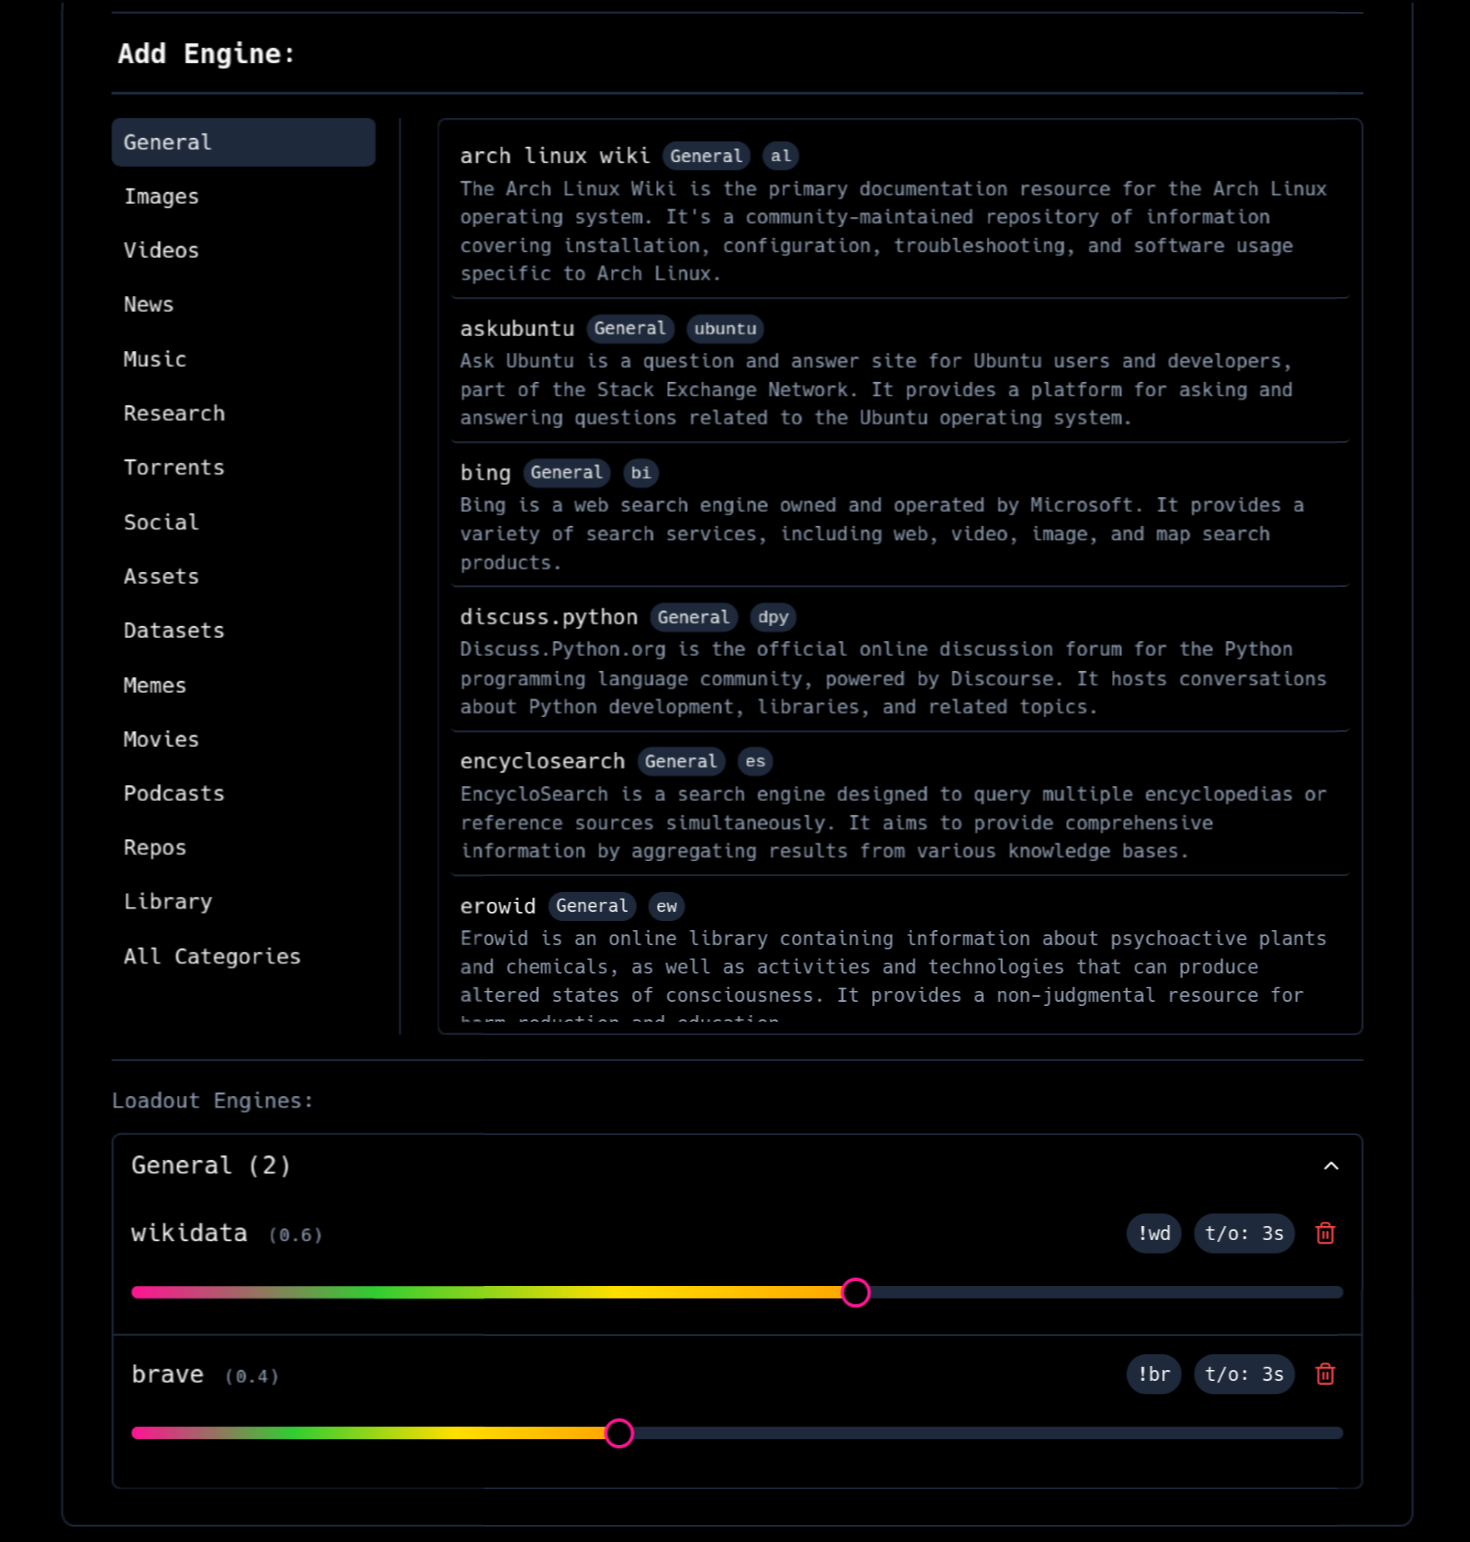 Add Engine:
General
Images
Videos
News
Music
Research
Torrents
Social
Assets
Datasets
Memes
Movies
Podcasts
Repos
Library
All Categories
arch linux wiki General al
The Arch Linux Wiki is the primary documentation resource for the Arch Linux
operating system. It's a community-maintained repository of information
covering installation, configuration, troubleshooting, and software usage
specific to Arch Linux.
askubuntu General ubuntu
Ask Ubuntu is a question and answer site for Ubuntu users and developers,
part of the Stack Exchange Network. It provides a platform for asking and
answering questions related to the Ubuntu operating system.
bing General bi
Bing is a web search engine owned and operated by Microsoft. It provides a
variety of search services, including web, video, image, and map search
products.
discuss.python General dpy
Discuss.Python.org is the official online discussion forum for the Python
programming language community, powered by Discourse. It hosts conversations
about Python development, libraries, and related topics.
encyclosearch General es
EncycloSearch is a search engine designed to query multiple encyclopedias or
reference sources simultaneously. It aims to provide comprehensive
information by aggregating results from various knowledge bases.
erowid General ew
Erowid is an online library containing information about psychoactive plants
and chemicals, as well as activities and technologies that can produce
altered states of consciousness. It provides a non-judgmental resource for
harm reduction and education.
Loadout Engines:
General (2)
wikidata (0.6) !wd t/o: 3s
brave (0.4) !br t/o: 3s